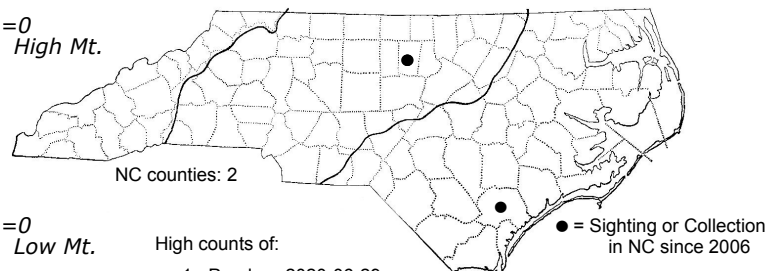 =0
High Mt.
NC counties: 2
=0
Low Mt.
High counts of:
● = Sighting or Collection
in NC since 2006
Pender